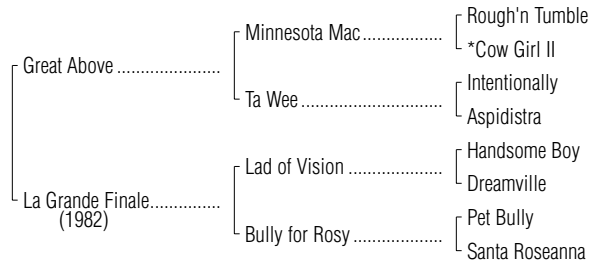 Rough'n Tumble
Minnesota Mac.................
*Cow Girl II
Great Above ......................
Intentionally
Ta Wee ..............................
Aspidistra
Handsome Boy
Lad of Vision ....................
Dreamville
La Grande Finale...............
(1982)
Pet Bully
Bully for Rosy ...................
Santa Roseanna